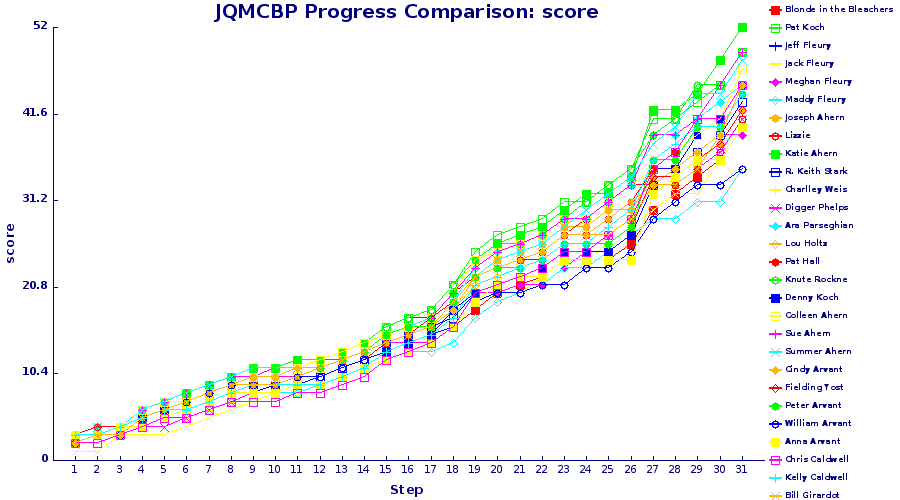 JQMCBP Progress Comparison: score
52
41.6
31.2
20.8
10.4
0
score
1 2 3 4 5 6 7 8 9 10 11 12 13 14 15 16 17 18 19 20 21 22 23 24 25 26 27 28 29 30 31
Step
Blonde in the Bleachers
Pat Koch
Jeff Fleury
Jack Fleury
Meghan Fleury
Maddy Fleury
Joseph Ahern
Lizzie
Katie Ahern
R. Keith Stark
Charlley Weis
Digger Phelps
Ara Parseghian
Lou Holtz
Pat Hall
Knute Rockne
Denny Koch
Colleen Ahern
Sue Ahern
Summer Ahern
Cindy Arvant
Fielding Yost
Peter Arvant
William Arvant
Anna Arvant
Chris Caldwell
Kelly Caldwell
Bill Girardot